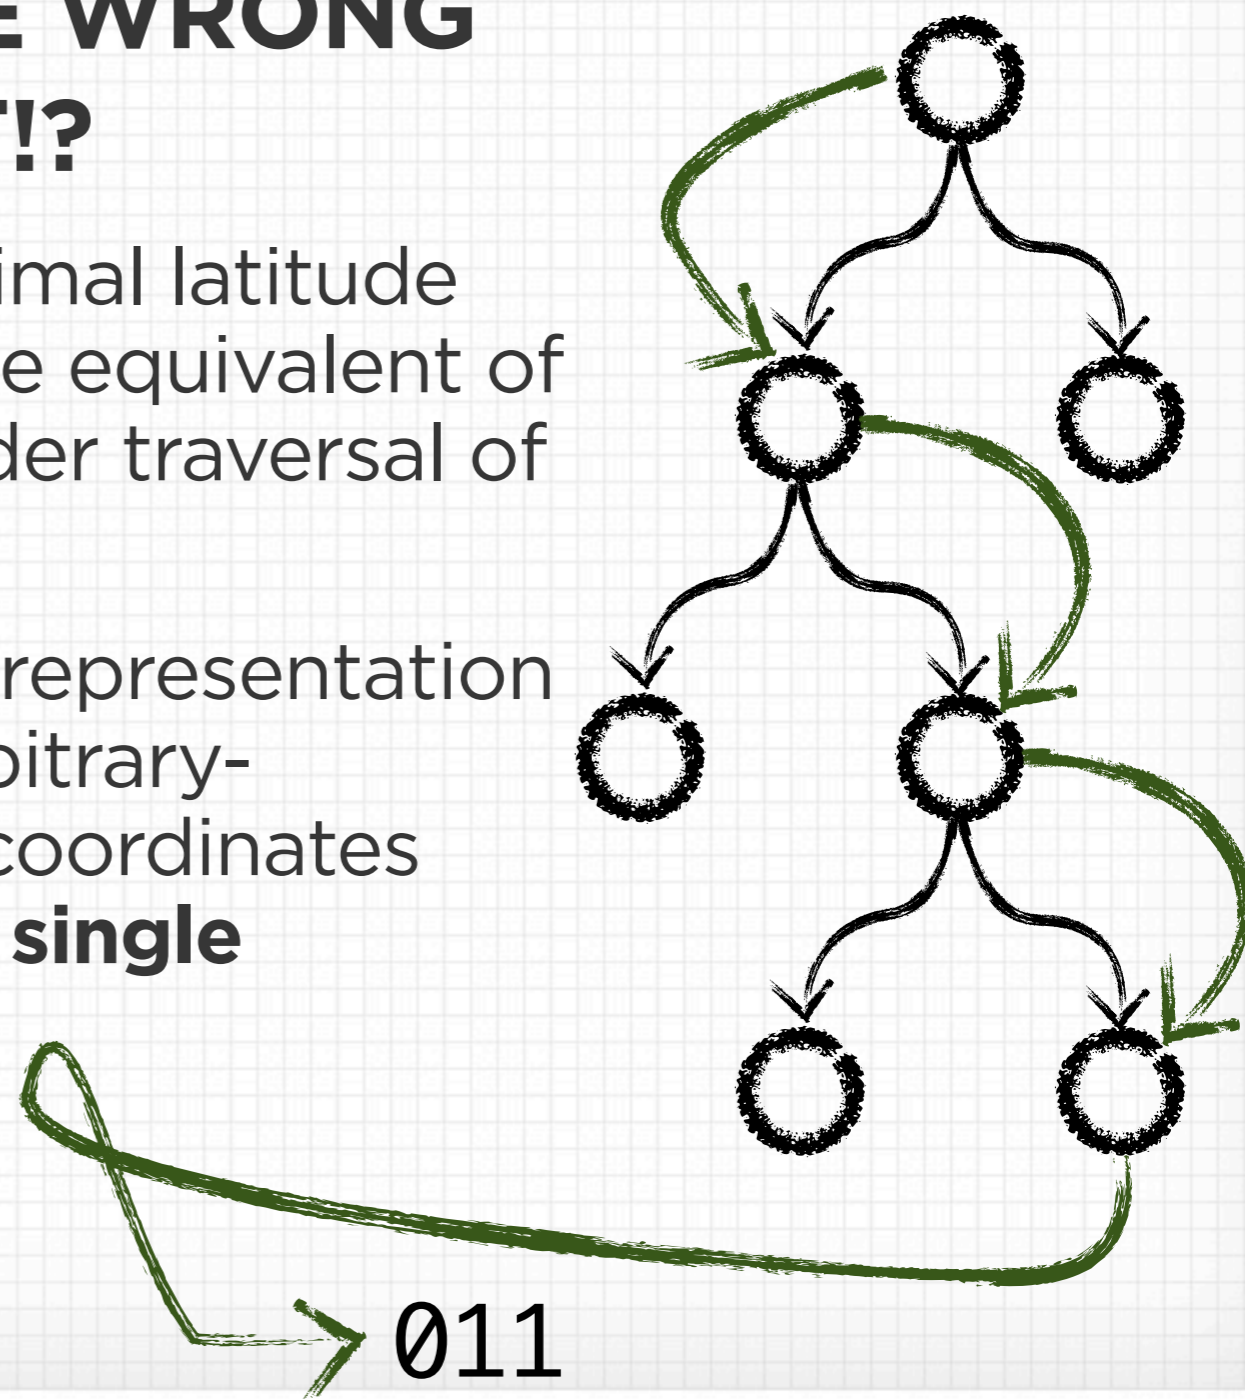 E WRONG
T!?
imal latitude
e equivalent of
der traversal of
representation
bitrary-
coordinates
single
011